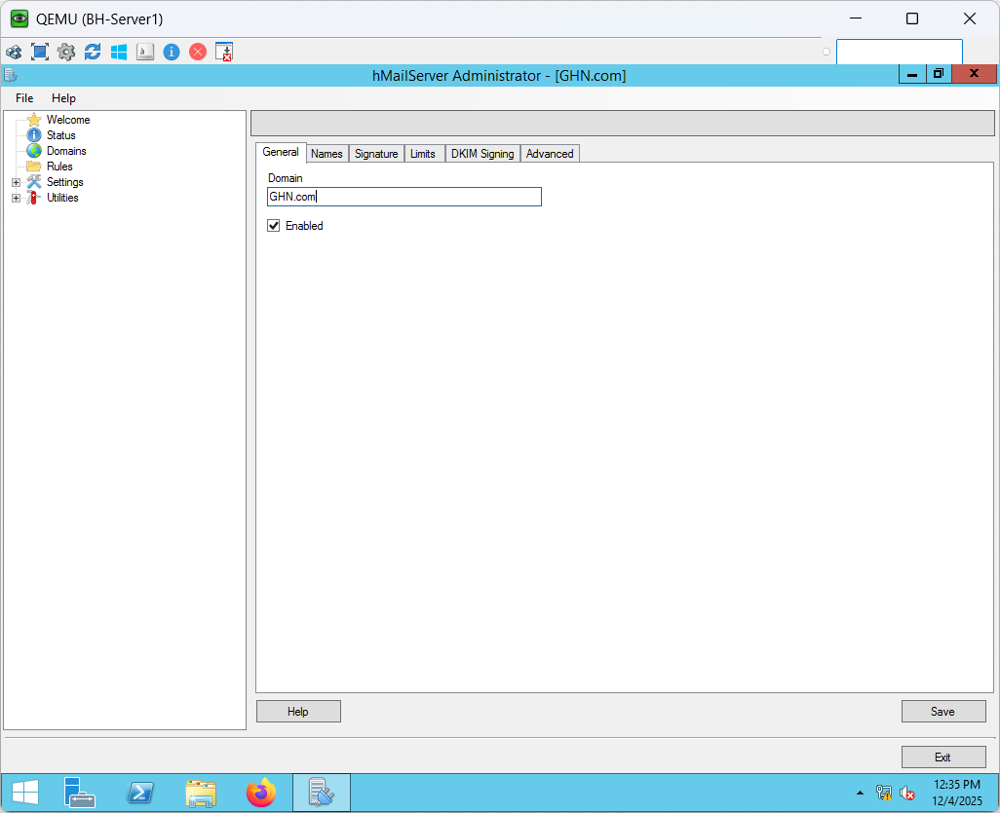 QEMU (BH-Server1)
hMailServer Administrator - [GHN.com]
File Help
Welcome
Status
Domains
Rules
Settings
Utilities
General Names Signature Limits DKIM Signing Advanced
Domain
GHN.com
Enabled
Help Save
Exit
12:35 PM
12/4/2025